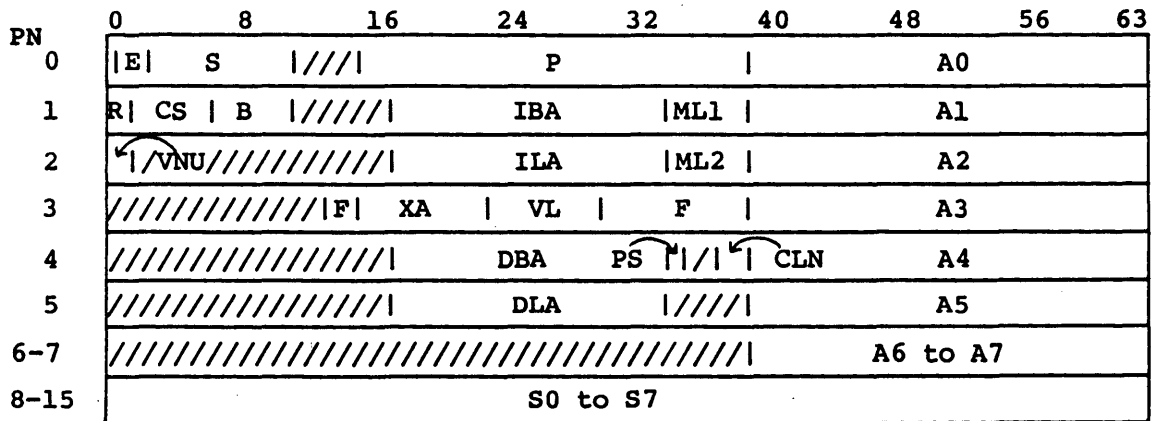 0 8 16 24 32 40 48 56 63
PN
0 |E| S |///| P | A0
1 R| CS | B |/////| IBA |ML1 | A1
2 |/VNU/////////| ILA |ML2 | A2
3 /////////////|F| XA | VL | F | A3
4 /////////////////| DBA PS ||/| | CLN A4
5 /////////////////| DLA |////| A5
6-7 ///////////////////////////////////////| A6 to A7
8-15 S0 to S7